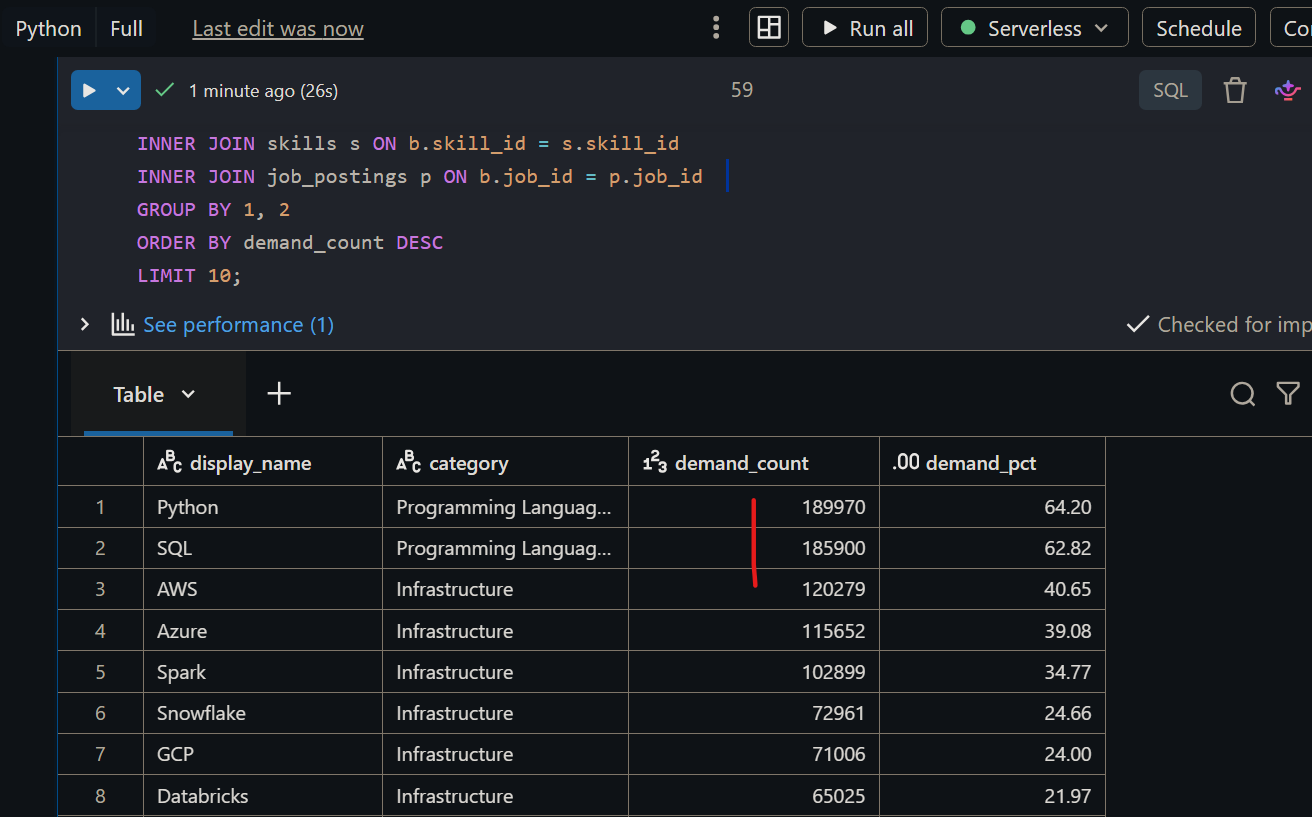 Python Full Last edit was now Run all Serverless Schedule Co
1 minute ago (26s) 59 SQL
INNER JOIN skills s ON b.skill_id = s.skill_id
INNER JOIN job_postings p ON b.job_id = p.job_id
GROUP BY 1, 2
ORDER BY demand_count DESC
LIMIT 10;
See performance (1) Checked for imp
Table
ABC display_name ABC category 123 demand_count .00 demand_pct
1 Python Programming Languag... 189970 64.20
2 SQL Programming Languag... 185900 62.82
3 AWS Infrastructure 120279 40.65
4 Azure Infrastructure 115652 39.08
5 Spark Infrastructure 102899 34.77
6 Snowflake Infrastructure 72961 24.66
7 GCP Infrastructure 71006 24.00
8 Databricks Infrastructure 65025 21.97